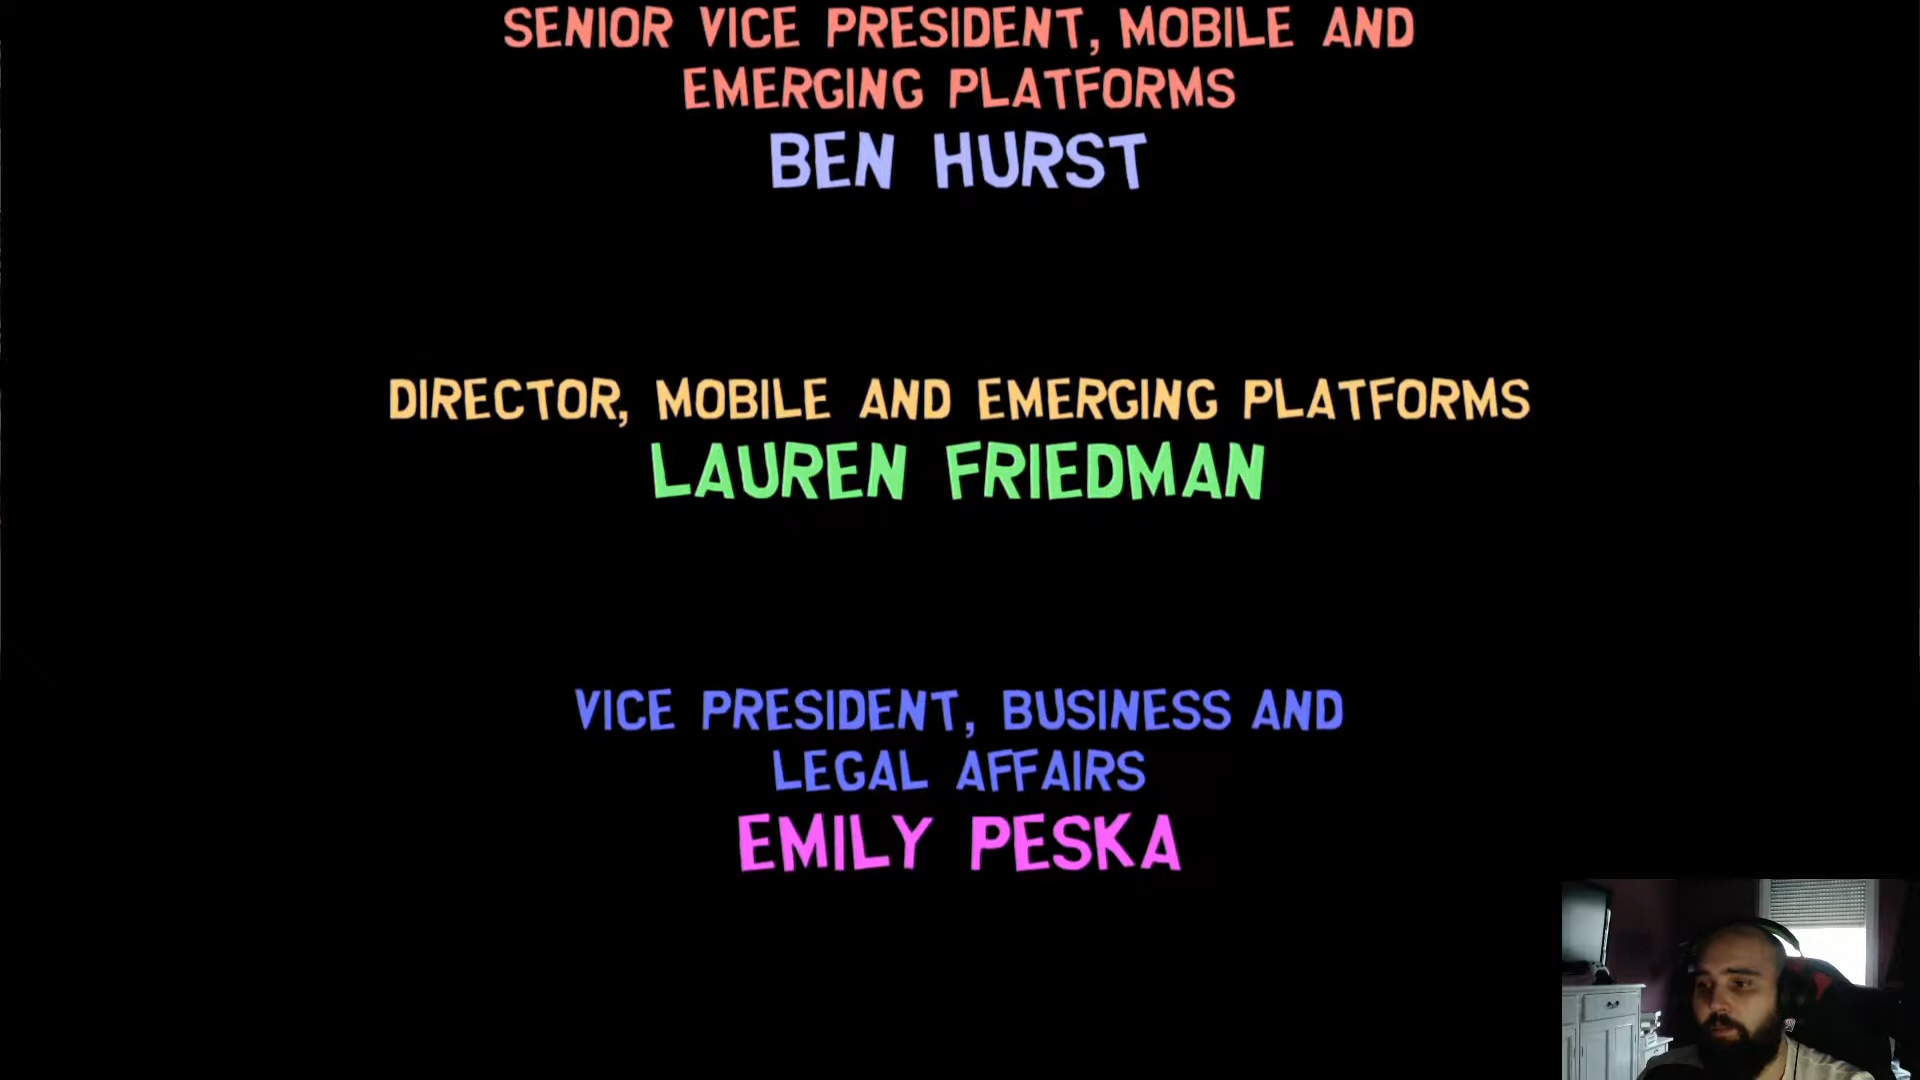 SENIOR VICE PRESIDENT, MOBILE AND
EMERGING PLATFORMS
BEN HURST
DIRECTOR, MOBILE AND EMERGING PLATFORMS
LAUREN FRIEDMAN
VICE PRESIDENT, BUSINESS AND
LEGAL AFFAIRS
EMILY PESKA